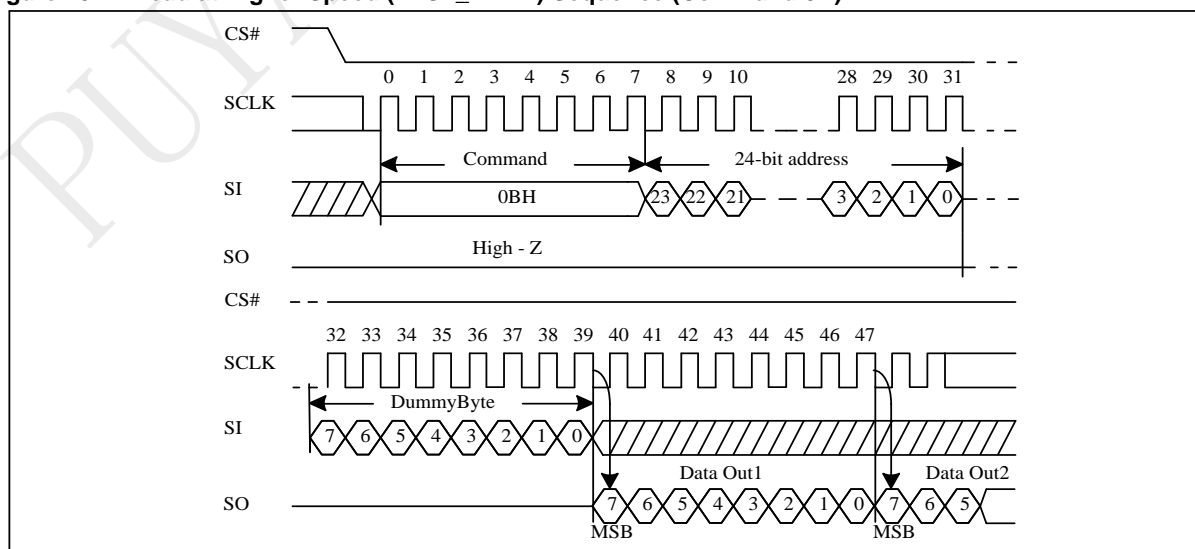 CS#
0 1 2 3 4 5 6 7 8 9 10 28 29 30 31
SCLK
Command 24-bit address
SI 0BH 23 22 21 3 2 1 0
SO High - Z
CS#
32 33 34 35 36 37 38 39 40 41 42 43 44 45 46 47
SCLK
DummyByte
SI 7 6 5 4 3 2 1 0
Data Out1 Data Out2
SO 7 6 5 4 3 2 1 0 7 6 5
MSB MSB